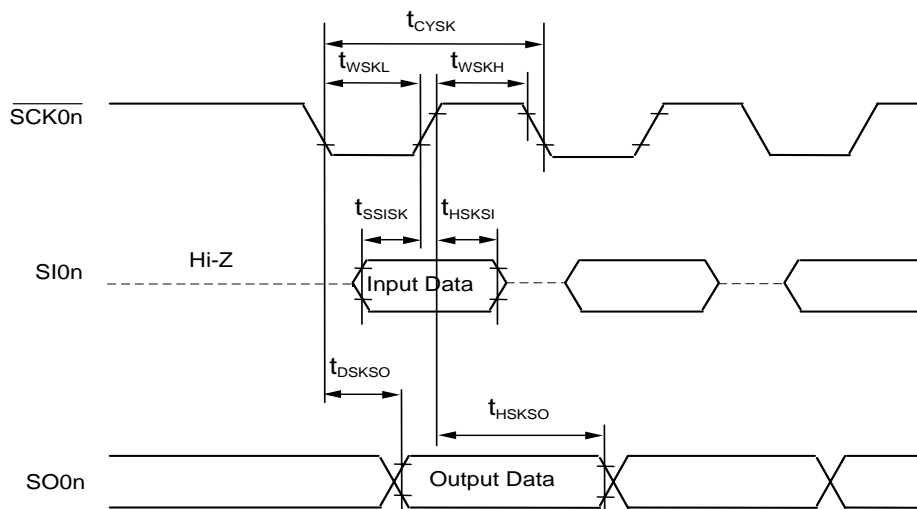 tCYSK
tWSKL
tWSKH
SCK0n
tSSISK
tHSKSI
Hi-Z
SI0n
Input Data
tDSKSO
tHSKSO
SO0n
Output Data